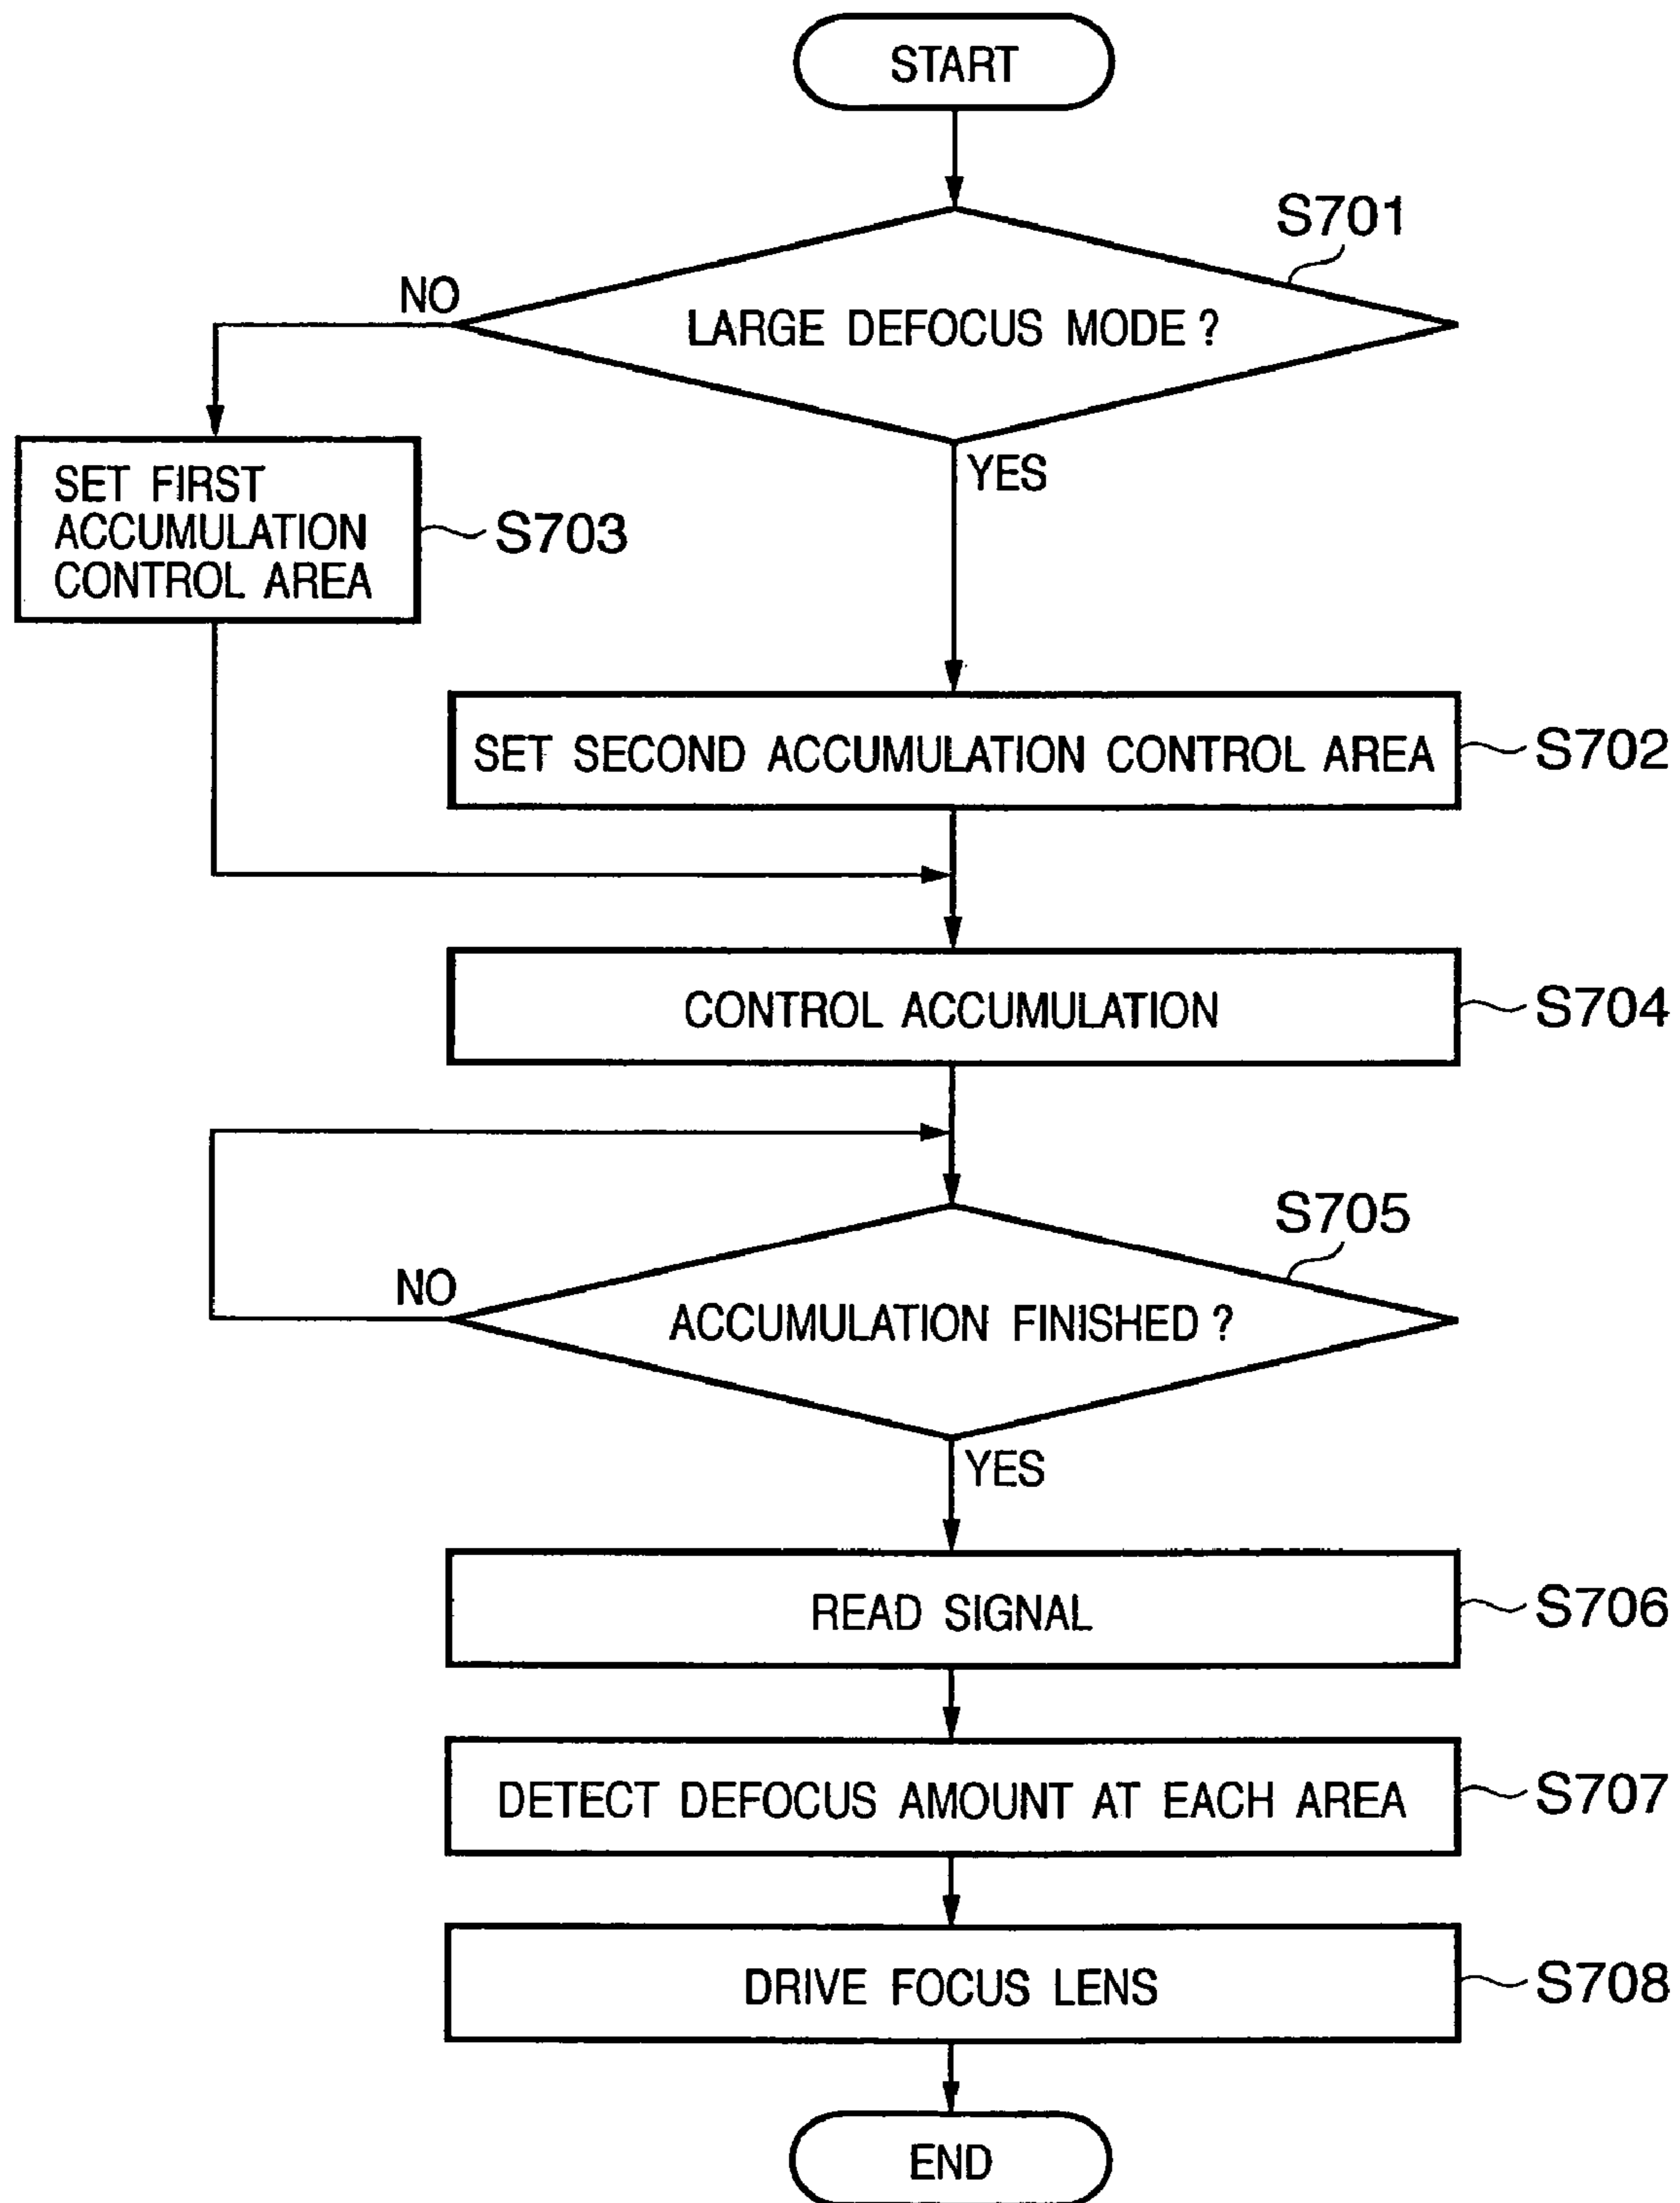 START
S701
NO
LARGE DEFOCUS MODE ?
YES
SET FIRST
ACCUMULATION
CONTROL AREA
S703
SET SECOND ACCUMULATION CONTROL AREA
S702
CONTROL ACCUMULATION
S704
S705
NO
ACCUMULATION FINISHED ?
YES
READ SIGNAL
S706
DETECT DEFOCUS AMOUNT AT EACH AREA
S707
DRIVE FOCUS LENS
S708
END